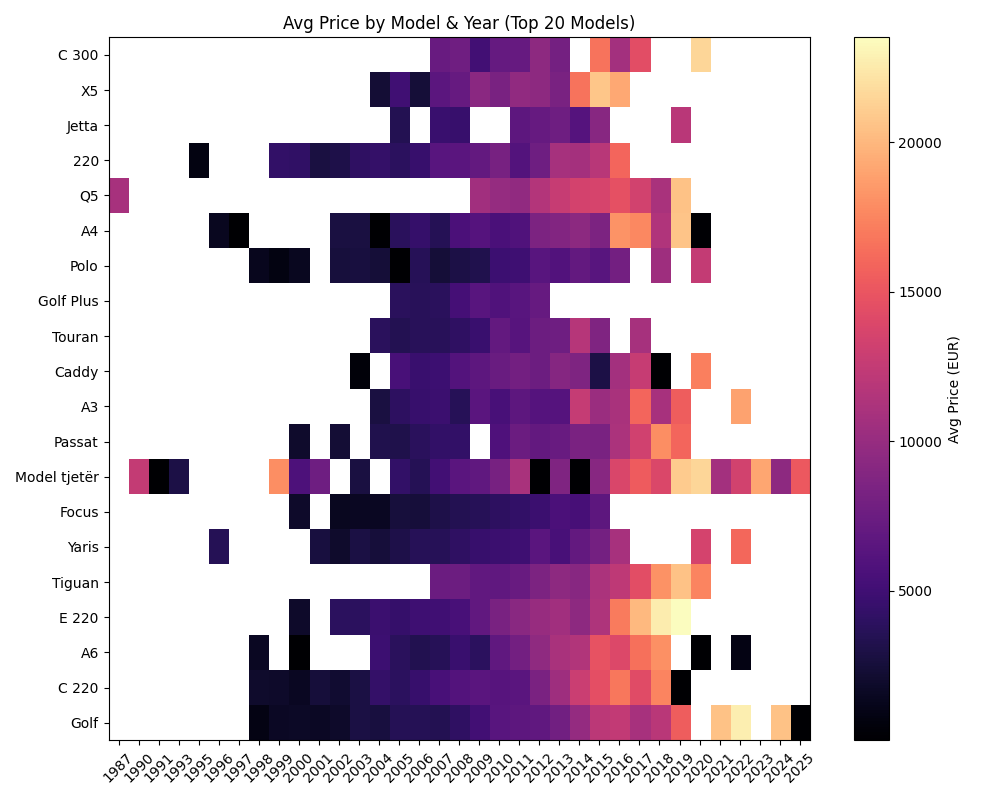 Avg Price by Model & Year (Top 20 Models)
C 300
X5
Jetta
220
Q5
A4
Polo
Golf Plus
Touran
Caddy
A3
Passat
Model tjetër
Focus
Yaris
Tiguan
E 220
A6
C 220
Golf
1987 1990 1991 1993 1995 1996 1997 1998 1999 2000 2001 2002 2003 2004 2005 2006 2007 2008 2009 2010 2011 2012 2013 2014 2015 2016 2017 2018 2019 2020 2021 2022 2023 2024 2025
20000
15000
10000
5000
Avg Price (EUR)